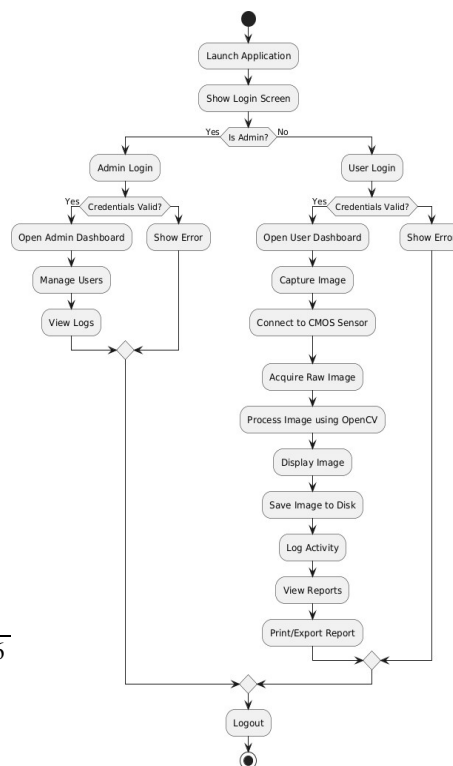 Launch Application
Show Login Screen
Yes Is Admin? No
Admin Login
User Login
Yes Credentials Valid?
Yes Credentials Valid?
Open Admin Dashboard
Show Error
Open User Dashboard
Show Erro
Manage Users
Capture Image
View Logs
Connect to CMOS Sensor
Acquire Raw Image
Process Image using OpenCV
Display Image
Save Image to Disk
Log Activity
View Reports
Print/Export Report
Logout